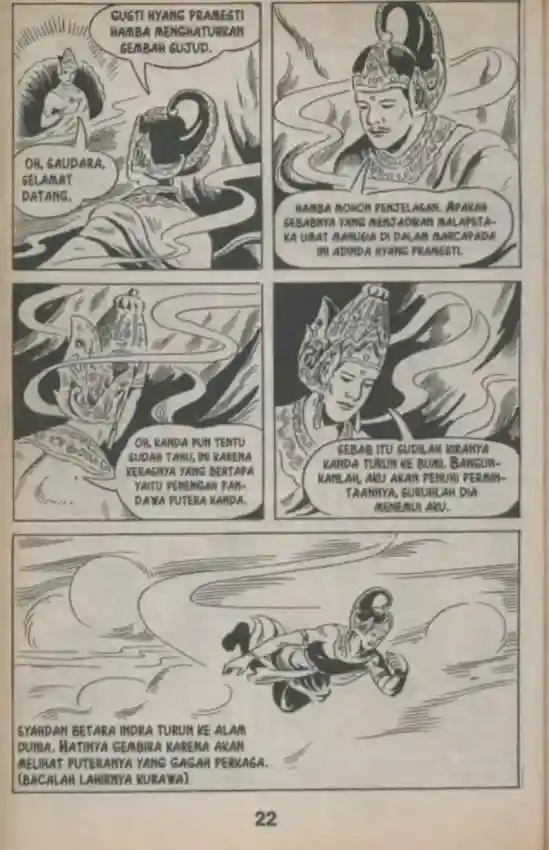 GUSTI HYANG PRAMESTI
HAMBA MENGHATURKAN
SEMBAH SUJUD.
OH, SAUDARA,
SELAMAT
DATANG.
HAMBA MOHON PENJELASAN. APAKAH
SEBABNYA YANG MENJADIKAN MALAPETA-
KA UMAT MANUSIA DI DALAM MARCAPADA
INI ADINDA HYANG PRAMESTI.
OH, KANDA PUN TENTU
SUDAH TAHU, INI KARENA
KERASNYA YANG BERTAPA
YAITU PENENGAH PAN-
DAWA PUTERA KANDA.
SEBAB ITU SUDILAH KIRANYA
KANDA TURUN KE BUMI. BANGUN-
KANLAH, AKU AKAN PENUHI PERMIN-
TAANNYA, SURUHLAH DIA
MENEMUI AKU.
SYAHDAN BETARA INDRA TURUN KE ALAM
DUNIA. HATINYA GEMBIRA KARENA AKAN
MELIHAT PUTERANYA YANG GAGAH PERKASA.
(BACALAH LAHIRNYA KURAWA)
22